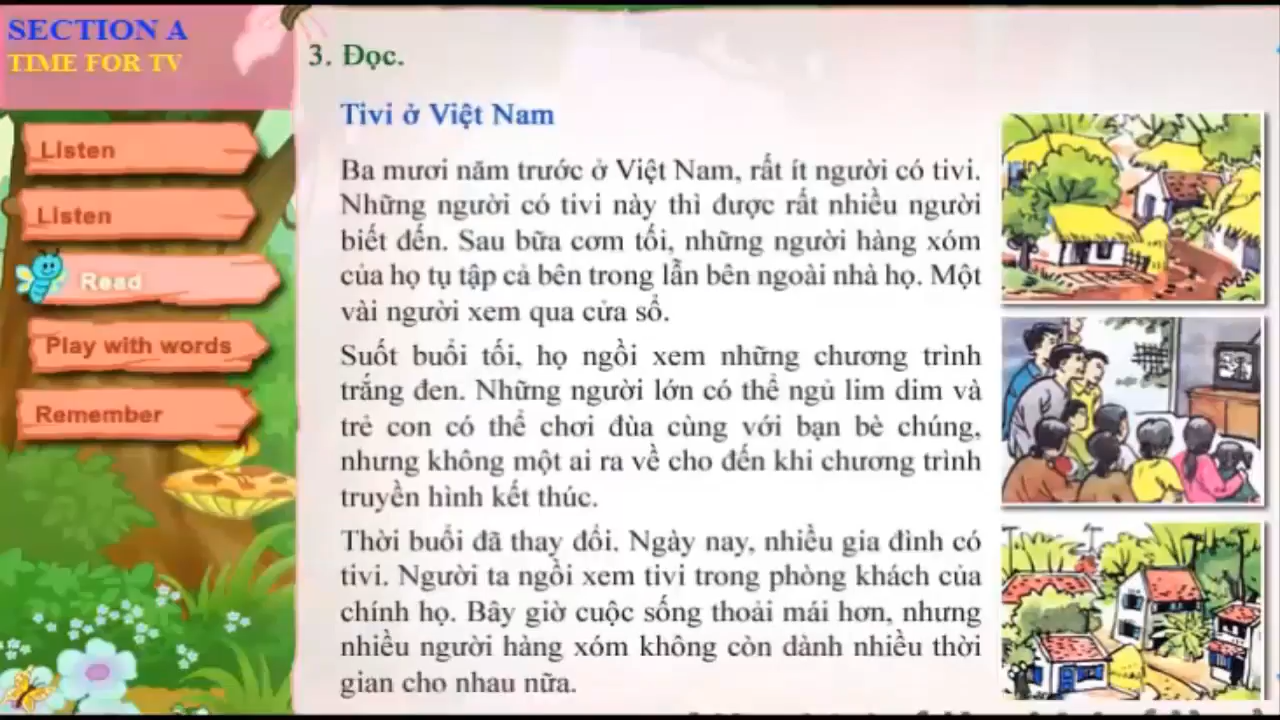 SECTION A
TIME FOR TV
Listen
Listen
Read
Play with words
Remember
3. Đọc.
Tivi ở Việt Nam
Ba mươi năm trước ở Việt Nam, rất ít người có tivi.
Những người có tivi này thì được rất nhiều người
biết đến. Sau bữa cơm tối, những người hàng xóm
của họ tụ tập cả bên trong lẫn bên ngoài nhà họ. Một
vài người xem qua cửa sổ.
Suốt buổi tối, họ ngồi xem những chương trình
trắng đen. Những người lớn có thể ngủ lim dim và
trẻ con có thể chơi đùa cùng với bạn bè chúng,
nhưng không một ai ra về cho đến khi chương trình
truyền hình kết thúc.
Thời buổi đã thay đổi. Ngày nay, nhiều gia đình có
tivi. Người ta ngồi xem tivi trong phòng khách của
chính họ. Bây giờ cuộc sống thoải mái hơn, nhưng
nhiều người hàng xóm không còn dành nhiều thời
gian cho nhau nữa.